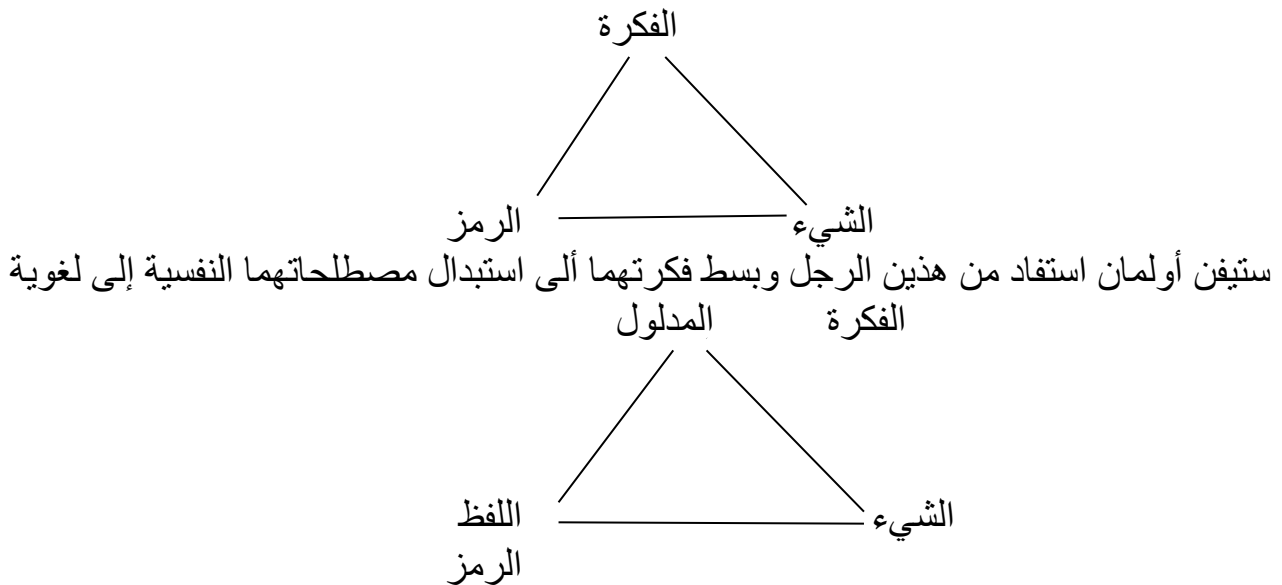 الفكرة
الشيء الرمز
ستيفن أولمان استفاد من هذين الرجل وبسط فكرتهما ألى استبدال مصطلحاتهما النفسية إلى لغوية
الفكرة المدلول
الشيء اللفظ
الرمز